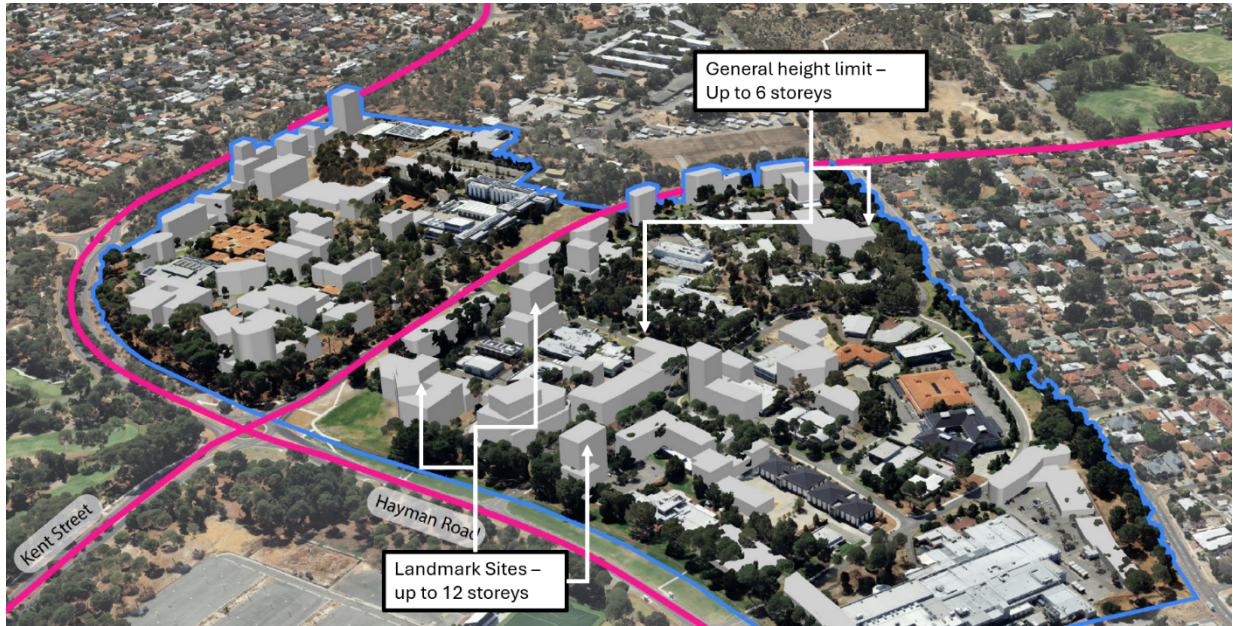 General height limit –
Up to 6 storeys
Kent Street
Hayman Road
Landmark Sites –
up to 12 storeys